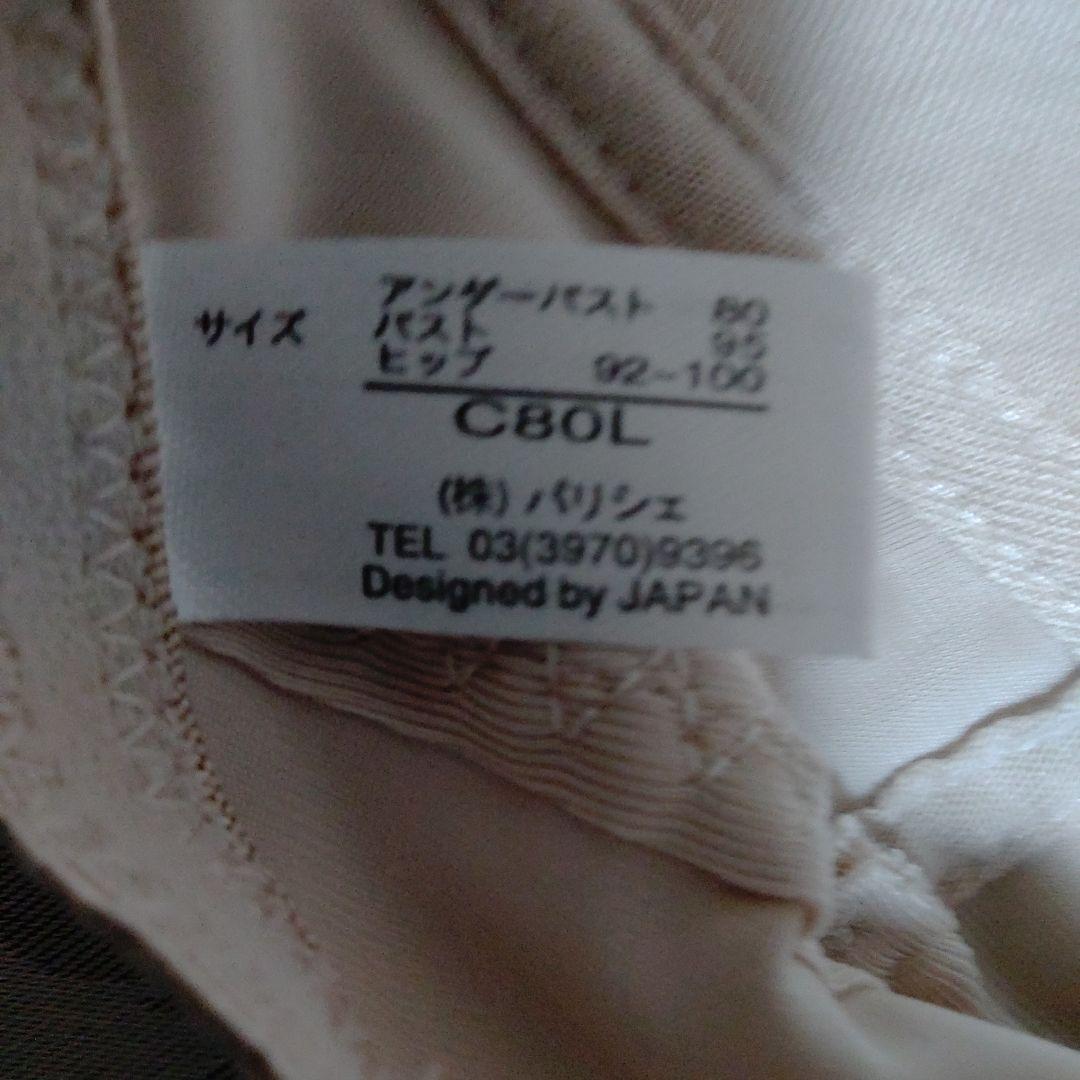 サイズ
アンダーバスト 80
バスト 95
ヒップ 92-100
C80L
(株)パリシェ
TEL 03(3970)9396
Designed by JAPAN